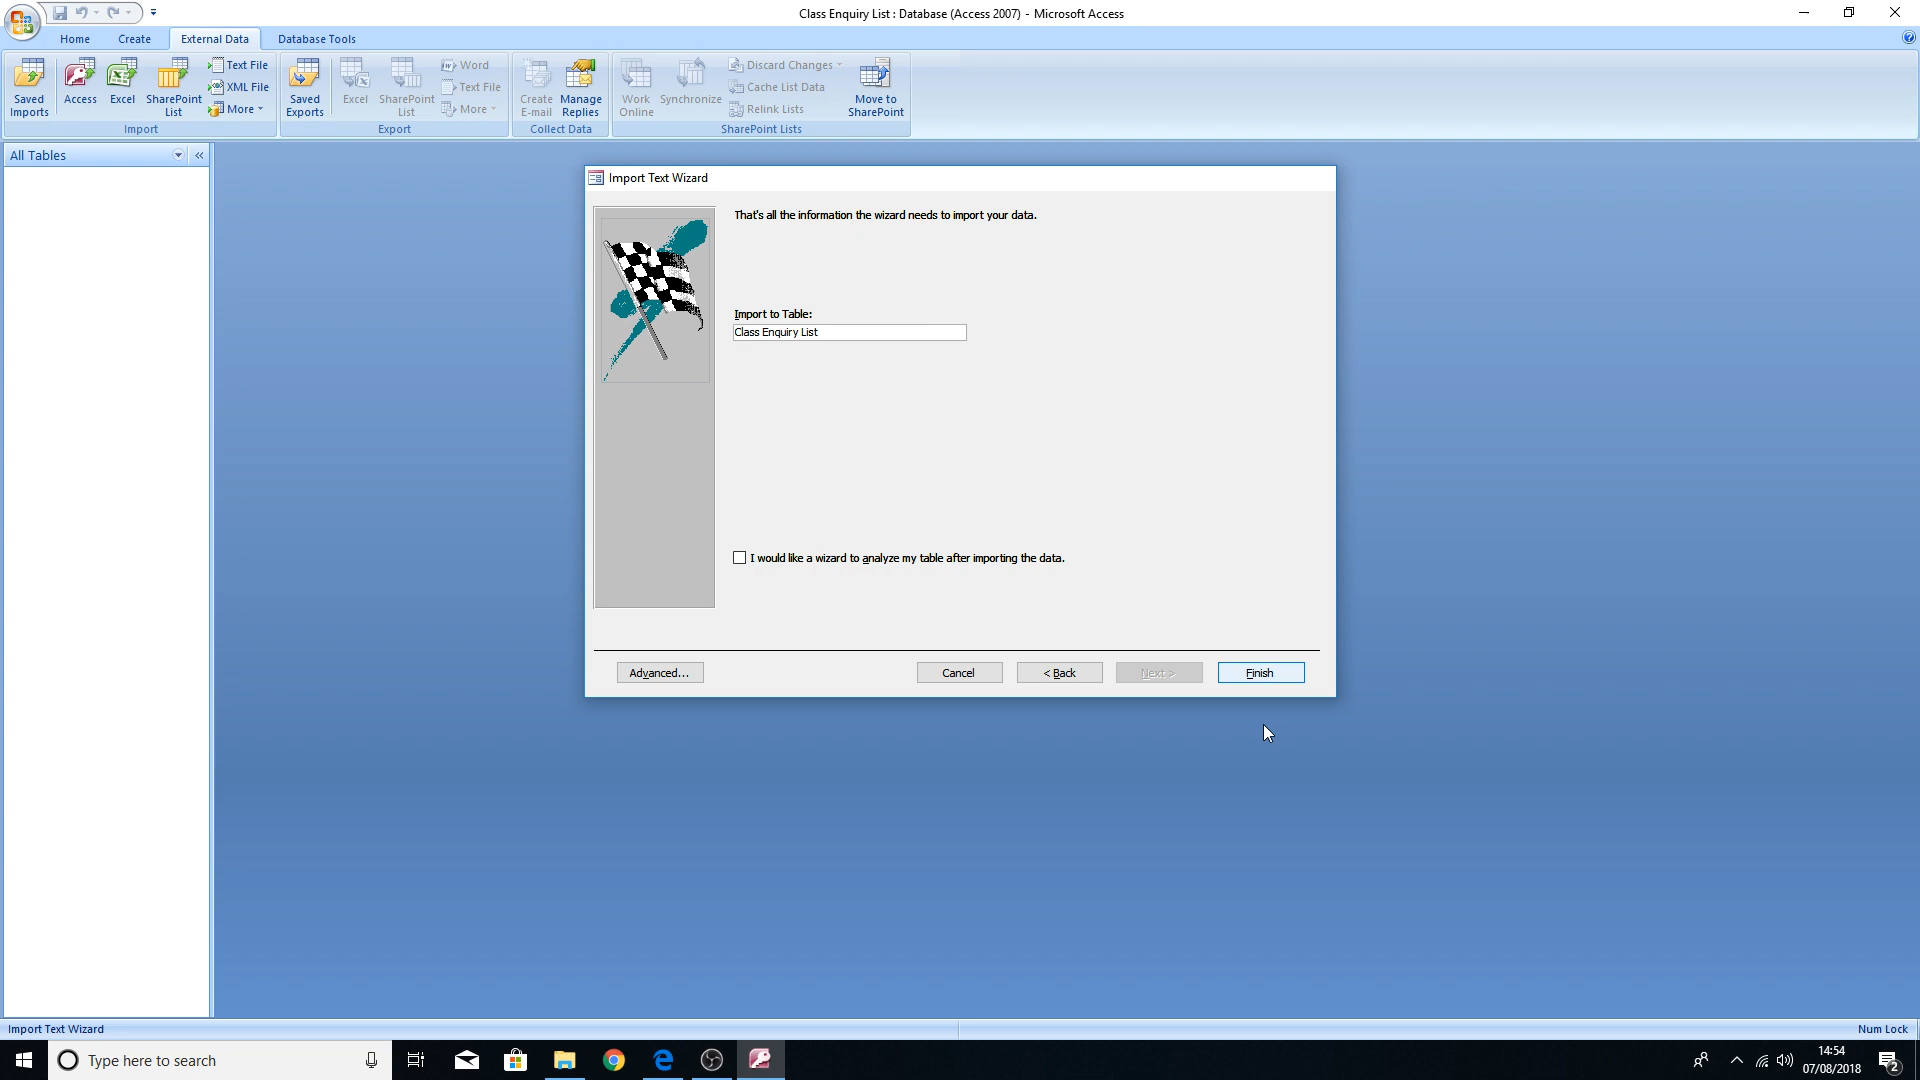 Class Enquiry List : Database (Access 2007) - Microsoft Access
Home Create External Data Database Tools
Saved Imports
Access
Excel
SharePoint List
Text File
XML File
More
Import
Saved Exports
Excel
SharePoint List
Word
Text File
More
Export
Create E-mail
Manage Replies
Collect Data
Work Online
Synchronize
Discard Changes
Cache List Data
Relink Lists
Move to SharePoint
SharePoint Lists
All Tables
Import Text Wizard
That's all the information the wizard needs to import your data.
Import to Table:
Class Enquiry List
I would like a wizard to analyze my table after importing the data.
Advanced... Cancel < Back Next > Finish
Import Text Wizard
Num Lock
Type here to search
14:54
07/08/2018
2